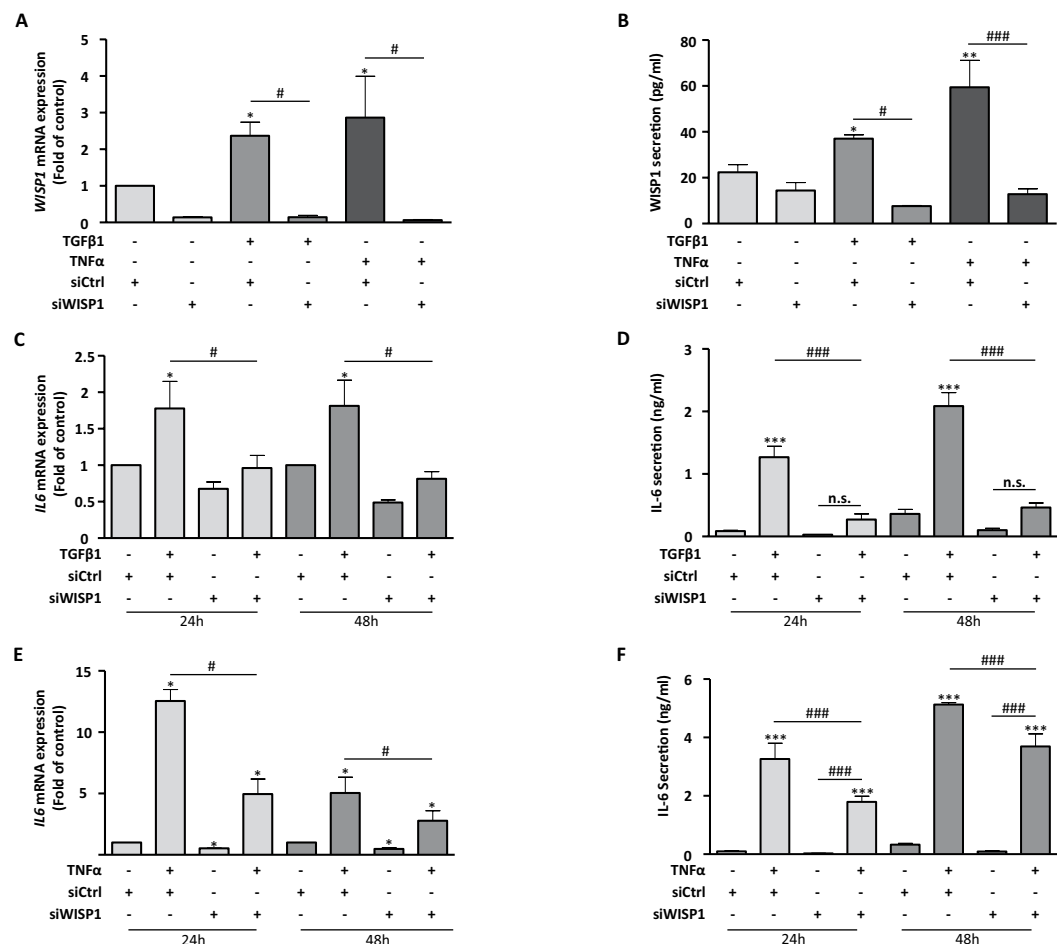 A
WISP1 mRNA expression
(Fold of control)
5
4
3
2
1
0
*
#
*
#
TGFβ1 - - + + - -
TNFα - - - - + +
siCtrl + - + - + -
siWISP1 - + - + - +
B
WISP1 secretion (pg/ml)
80
60
40
20
0
*
#
**
###
TGFβ1 - - + + - -
TNFα - - - - + +
siCtrl + - + - + -
siWISP1 - + - + - +
C
IL6 mRNA expression
(Fold of control)
2.5
2
1.5
1
0.5
0
*
#
*
#
TGFβ1 - + - + - + - +
siCtrl + + - - + + - -
siWISP1 - - + + - - + +
24h 48h
D
IL-6 secretion (ng/ml)
3
2
1
0
***
###
n.s.
***
###
n.s.
TGFβ1 - + - + - + - +
siCtrl + + - - + + - -
siWISP1 - - + + - - + +
24h 48h
E
IL6 mRNA expression
(Fold of control)
15
10
5
0
*
#
*
*
*
#
*
*
TNFα - + - + - + - +
siCtrl + + - - + + - -
siWISP1 - - + + - - + +
24h 48h
F
IL-6 Secretion (ng/ml)
6
4
2
0
***
###
###
***
***
###
###
***
TNFα - + - + - + - +
siCtrl + + - - + + - -
siWISP1 - - + + - - + +
24h 48h